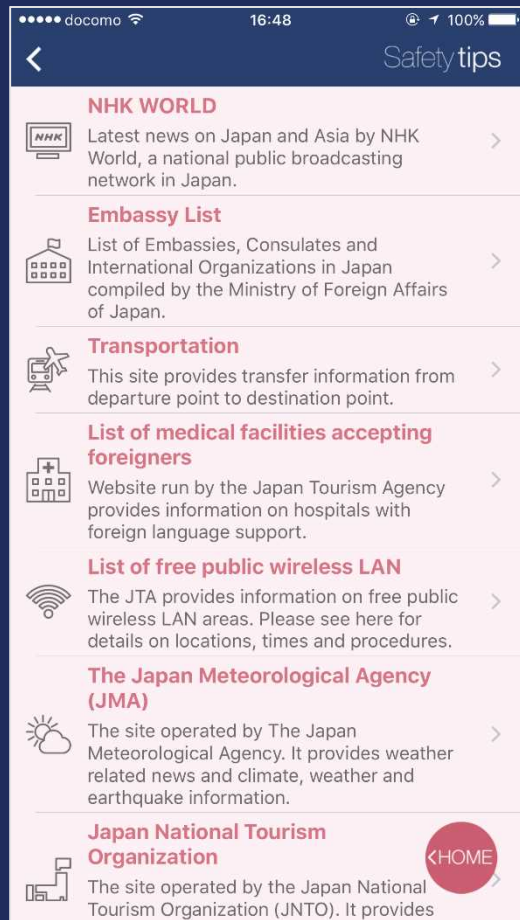 docomo 16:48 100%
Safety tips
NHK WORLD
NHK
Latest news on Japan and Asia by NHK
World, a national public broadcasting
network in Japan.
Embassy List
List of Embassies, Consulates and
International Organizations in Japan
compiled by the Ministry of Foreign Affairs
of Japan.
Transportation
This site provides transfer information from
departure point to destination point.
List of medical facilities accepting
foreigners
Website run by the Japan Tourism Agency
provides information on hospitals with
foreign language support.
List of free public wireless LAN
The JTA provides information on free public
wireless LAN areas. Please see here for
details on locations, times and procedures.
The Japan Meteorological Agency
(JMA)
The site operated by The Japan
Meteorological Agency. It provides weather
related news and climate, weather and
earthquake information.
Japan National Tourism
Organization
<HOME
The site operated by the Japan National
Tourism Organization (JNTO). It provides